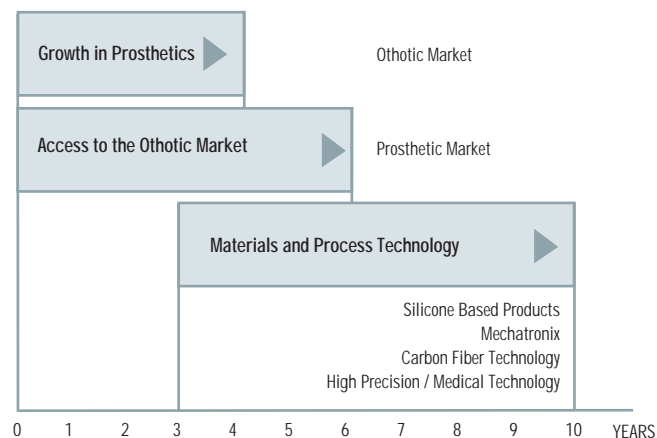 Growth in Prosthetics
Othotic Market
Access to the Othotic Market
Prosthetic Market
Materials and Process Technology
Silicone Based Products
Mechatronix
Carbon Fiber Technology
High Precision / Medical Technology
0 1 2 3 4 5 6 7 8 9 10 YEARS